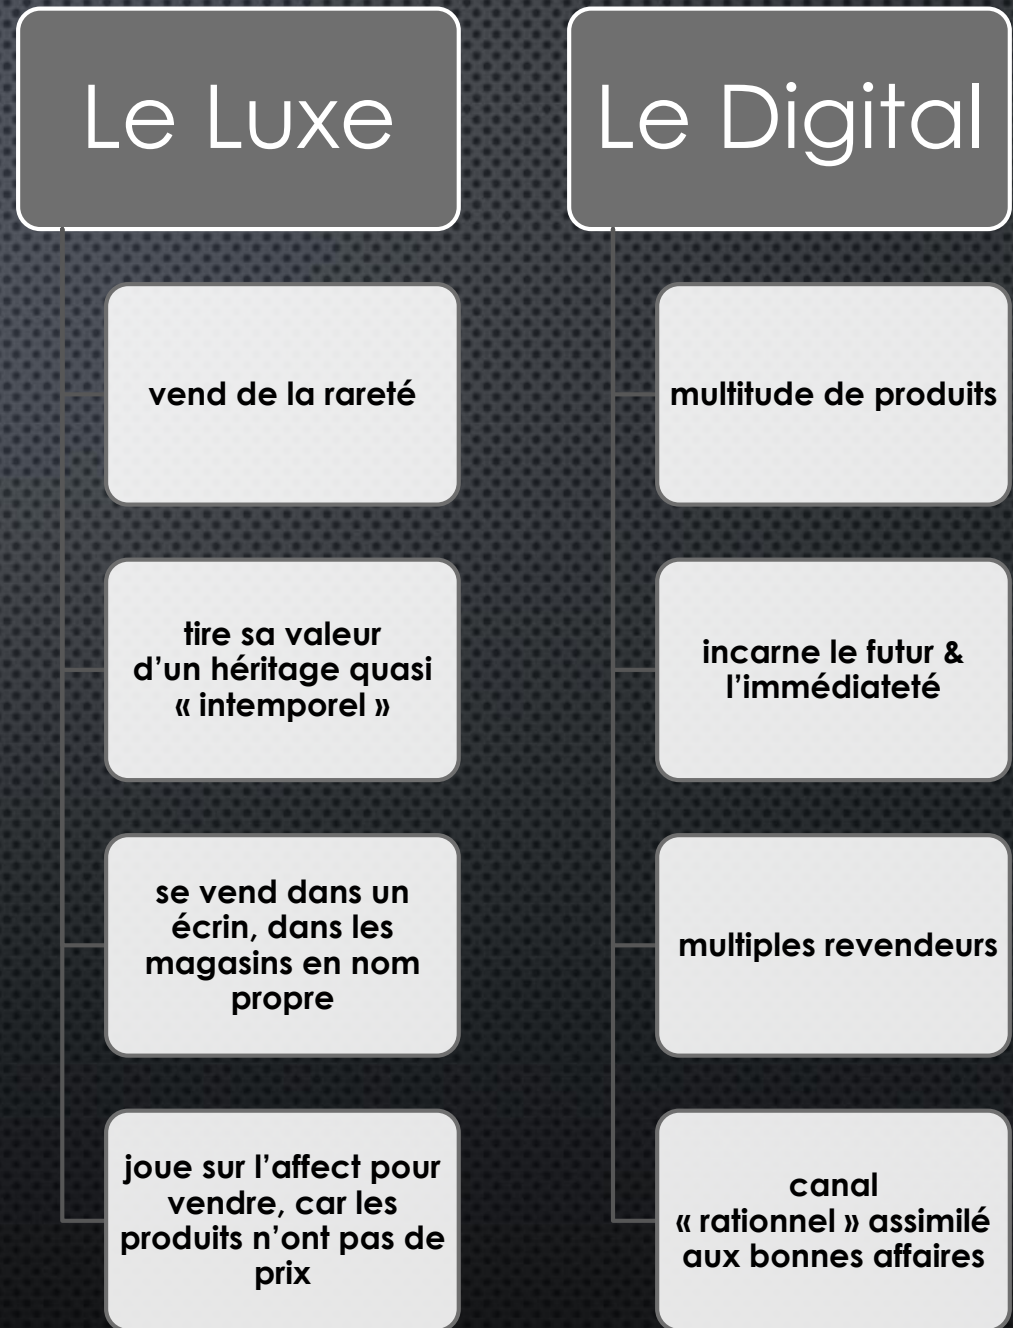 Le Luxe
vend de la rareté
tire sa valeur
d’un héritage quasi
« intemporel »
se vend dans un
écrin, dans les
magasins en nom
propre
joue sur l’affect pour
vendre, car les
produits n’ont pas de
prix
Le Digital
multitude de produits
incarne le futur &
l’immédiateté
multiples revendeurs
canal
« rationnel » assimilé
aux bonnes affaires